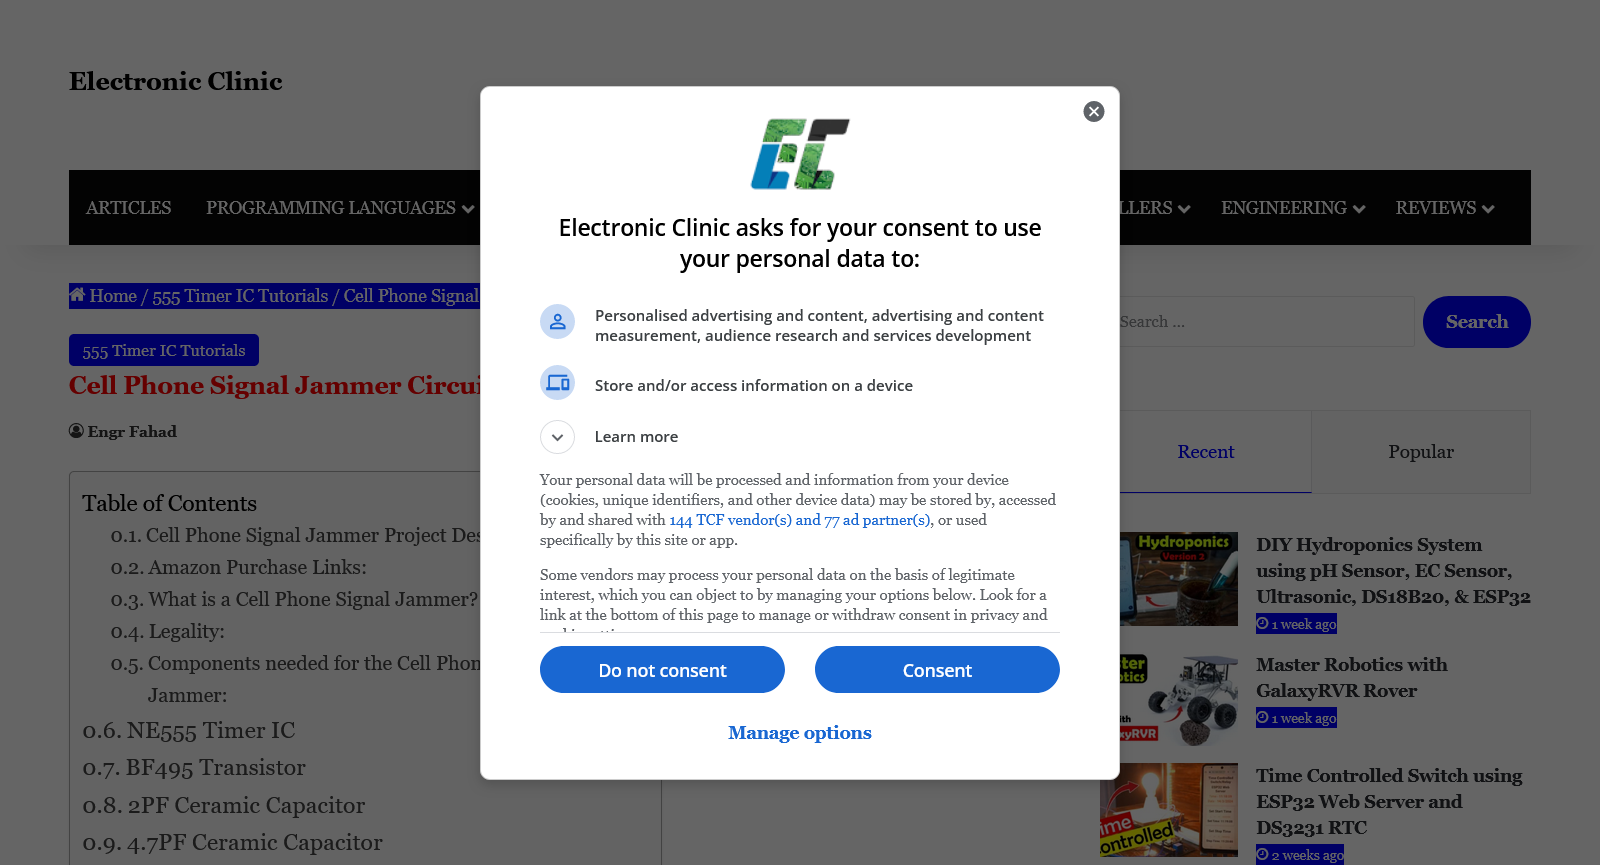 Electronic Clinic
ARTICLES
PROGRAMMING LANGUAGES
ENGINEERING
REVIEWS
Home / 555 Timer IC Tutorials / Cell Phone Signal
555 Timer IC Tutorials
Cell Phone Signal Jammer
Engr Fahad
Table of Contents
0.1. Cell Phone Signal Jammer Project
0.2. Amazon Purchase Links:
0.3. What is a Cell Phone Signal Jammer?
0.4. Legality:
0.5. Components needed for the Cell
Jammer:
0.6. NE555 Timer IC
0.7. BF495 Transistor
0.8. 2PF Ceramic Capacitor
0.9. 4.7PF Ceramic Capacitor
EC
Electronic Clinic asks for your consent to use
your personal data to:
Personalised advertising and content, advertising and content
measurement, audience research and services development
Store and/or access information on a device
Learn more
Your personal data will be processed and information from your device
(cookies, unique identifiers, and other device data) may be stored by, accessed
by and shared with 144 TCF vendor(s) and 77 ad partner(s), or used
specifically by this site or app.
Some vendors may process your personal data on the basis of legitimate
interest, which you can object to by managing your options below. Look for a
link at the bottom of this page to manage or withdraw consent in privacy and
Do not consent
Consent
Manage options
Search ...
Search
Recent
Popular
Hydroponics
Version 2
DIY Hydroponics System
using pH Sensor, EC Sensor,
Ultrasonic, DS18B20, & ESP32
1 week ago
Master Robotics with
GalaxyRVR Rover
1 week ago
Time Controlled Switch using
ESP32 Web Server and
DS3231 RTC
2 weeks ago